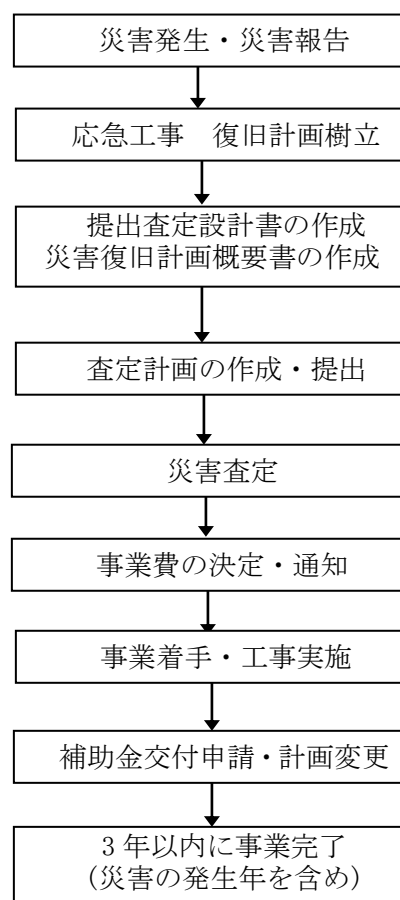 災害発生・災害報告
応急工事　復旧計画樹立
提出査定設計書の作成
災害復旧計画概要書の作成
査定計画の作成・提出
災害査定
事業費の決定・通知
事業着手・工事実施
補助金交付申請・計画変更
3 年以内に事業完了
(災害の発生年を含め)